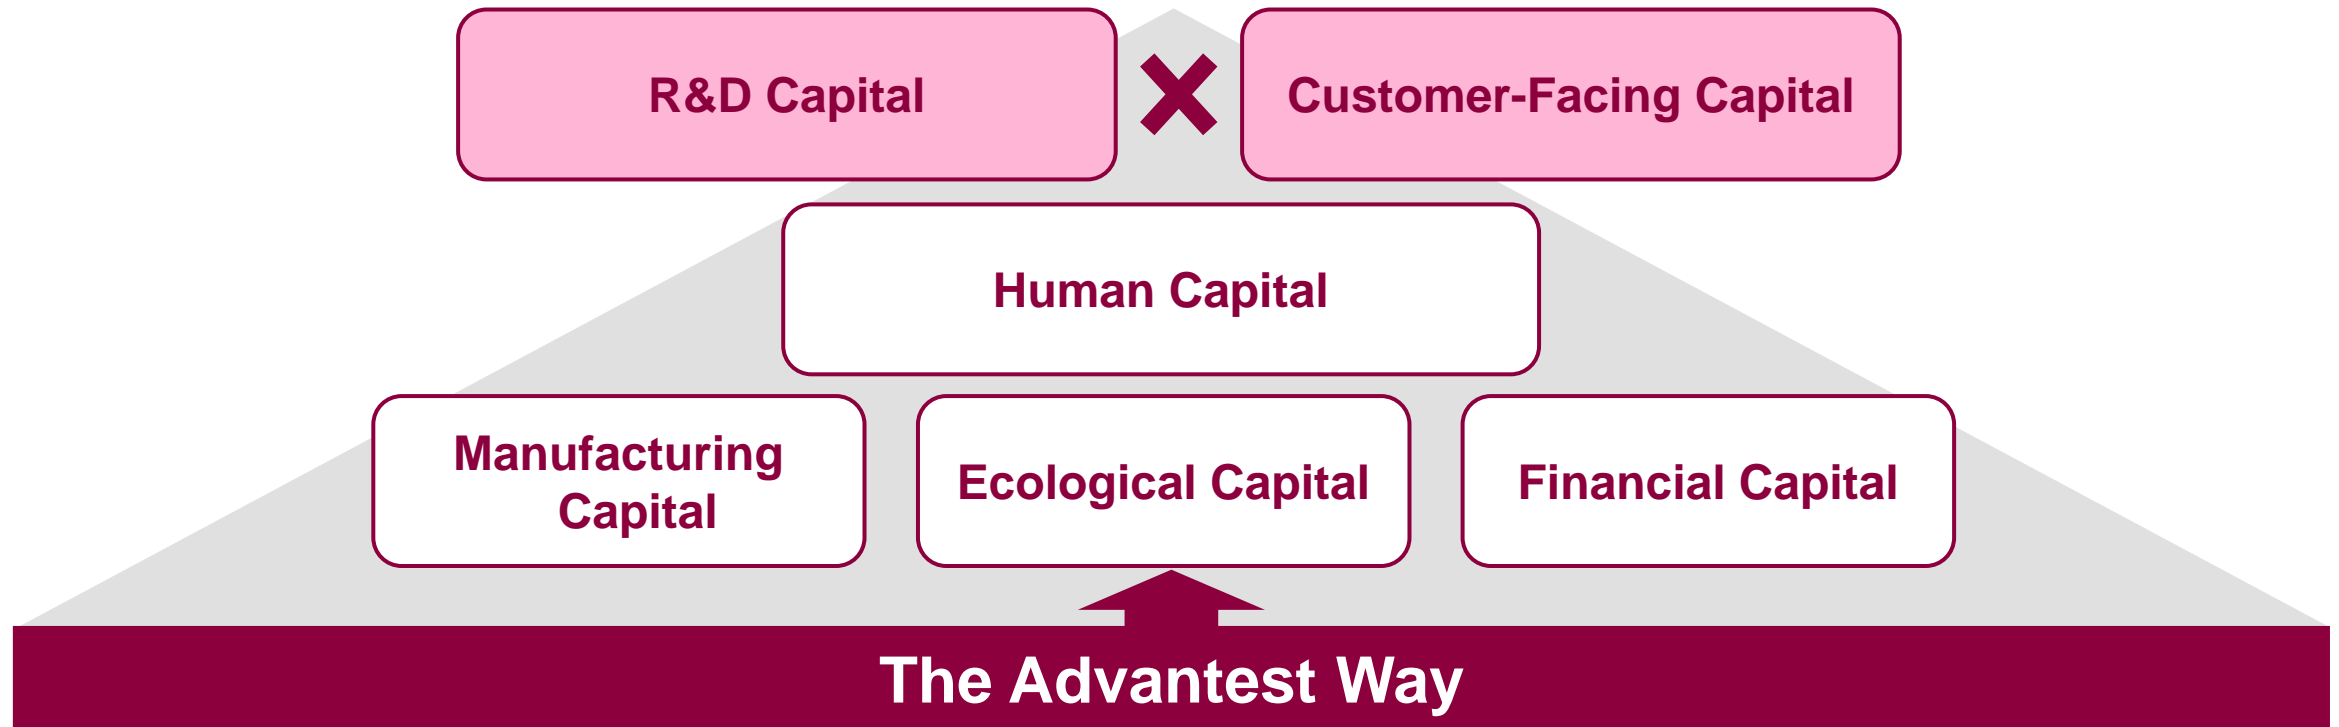 R&D Capital
Customer-Facing Capital
Human Capital
Manufacturing
Capital
Ecological Capital
Financial Capital
The Advantest Way